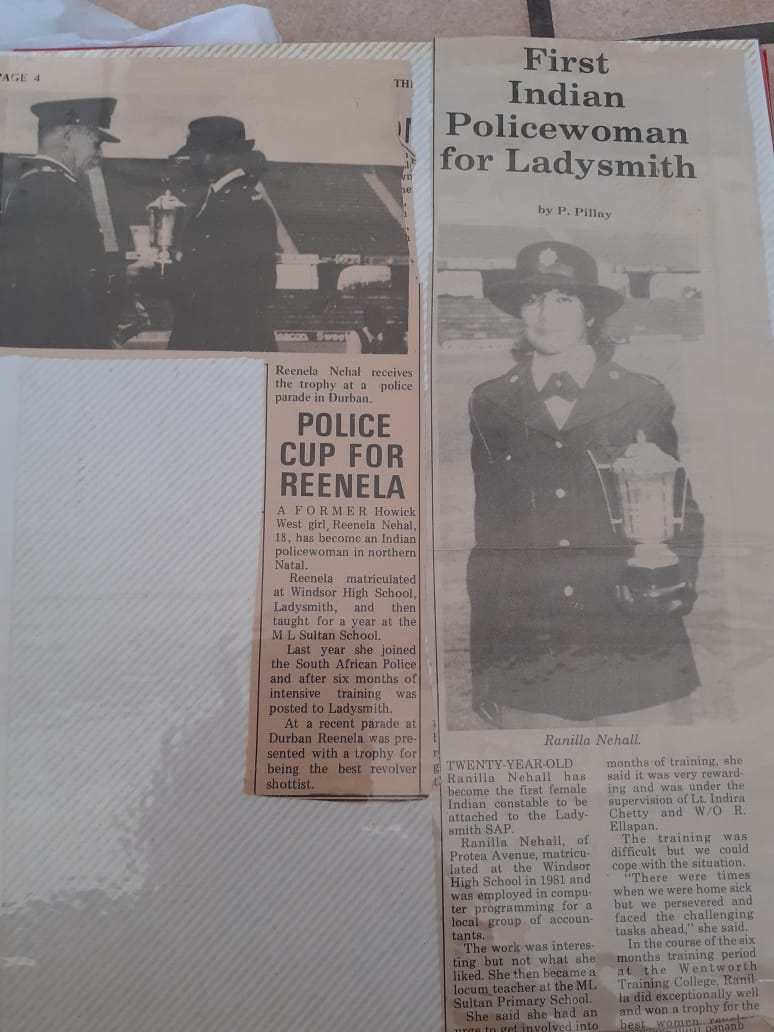 PAGE 4
TH
Reenela Nehal receives
the trophy at a police
parade in Durban.
POLICE
CUP FOR
REENELA
A FORMER Howick
West girl, Reenela Nehal,
18, has become an Indian
policewoman in northern
Natal.
Reenela matriculated
at Windsor High School,
Ladysmith, and then
taught for a year at the
M L Sultan School.
Last year she joined
the South African Police
and after six months of
intensive training was
posted to Ladysmith.
At a recent parade at
Durban Reenela was pre-
sented with a trophy for
being the best revolver
shottist.
First
Indian
Policewoman
for Ladysmith
by P. Pillay
Ranilla Nehall.
TWENTY-YEAR-OLD
Ranilla Nehall has
become the first female
Indian constable to be
attached to the Lady-
smith SAP.
Ranilla Nehall, of
Protea Avenue, matricu-
lated at the Windsor
High School in 1981 and
was employed in compu-
ter programming for a
local group of accoun-
tants.
The work was interes-
ting but not what she
liked. She then became a
locum teacher at the ML
Sultan Primary School.
She said she had an
urge to get involved into
months of training, she
said it was very reward-
ing and was under the
supervision of Lt. Indira
Chetty and W/O R.
Ellapan.
The training was
difficult but we could
cope with the situation.
"There were times
when we were home sick
but we persevered and
faced the challenging
tasks ahead," she said.
In the course of the six
months training period
at the Wentworth
Training College, Ranil-
la did exceptionally well
and won a trophy for the
best women